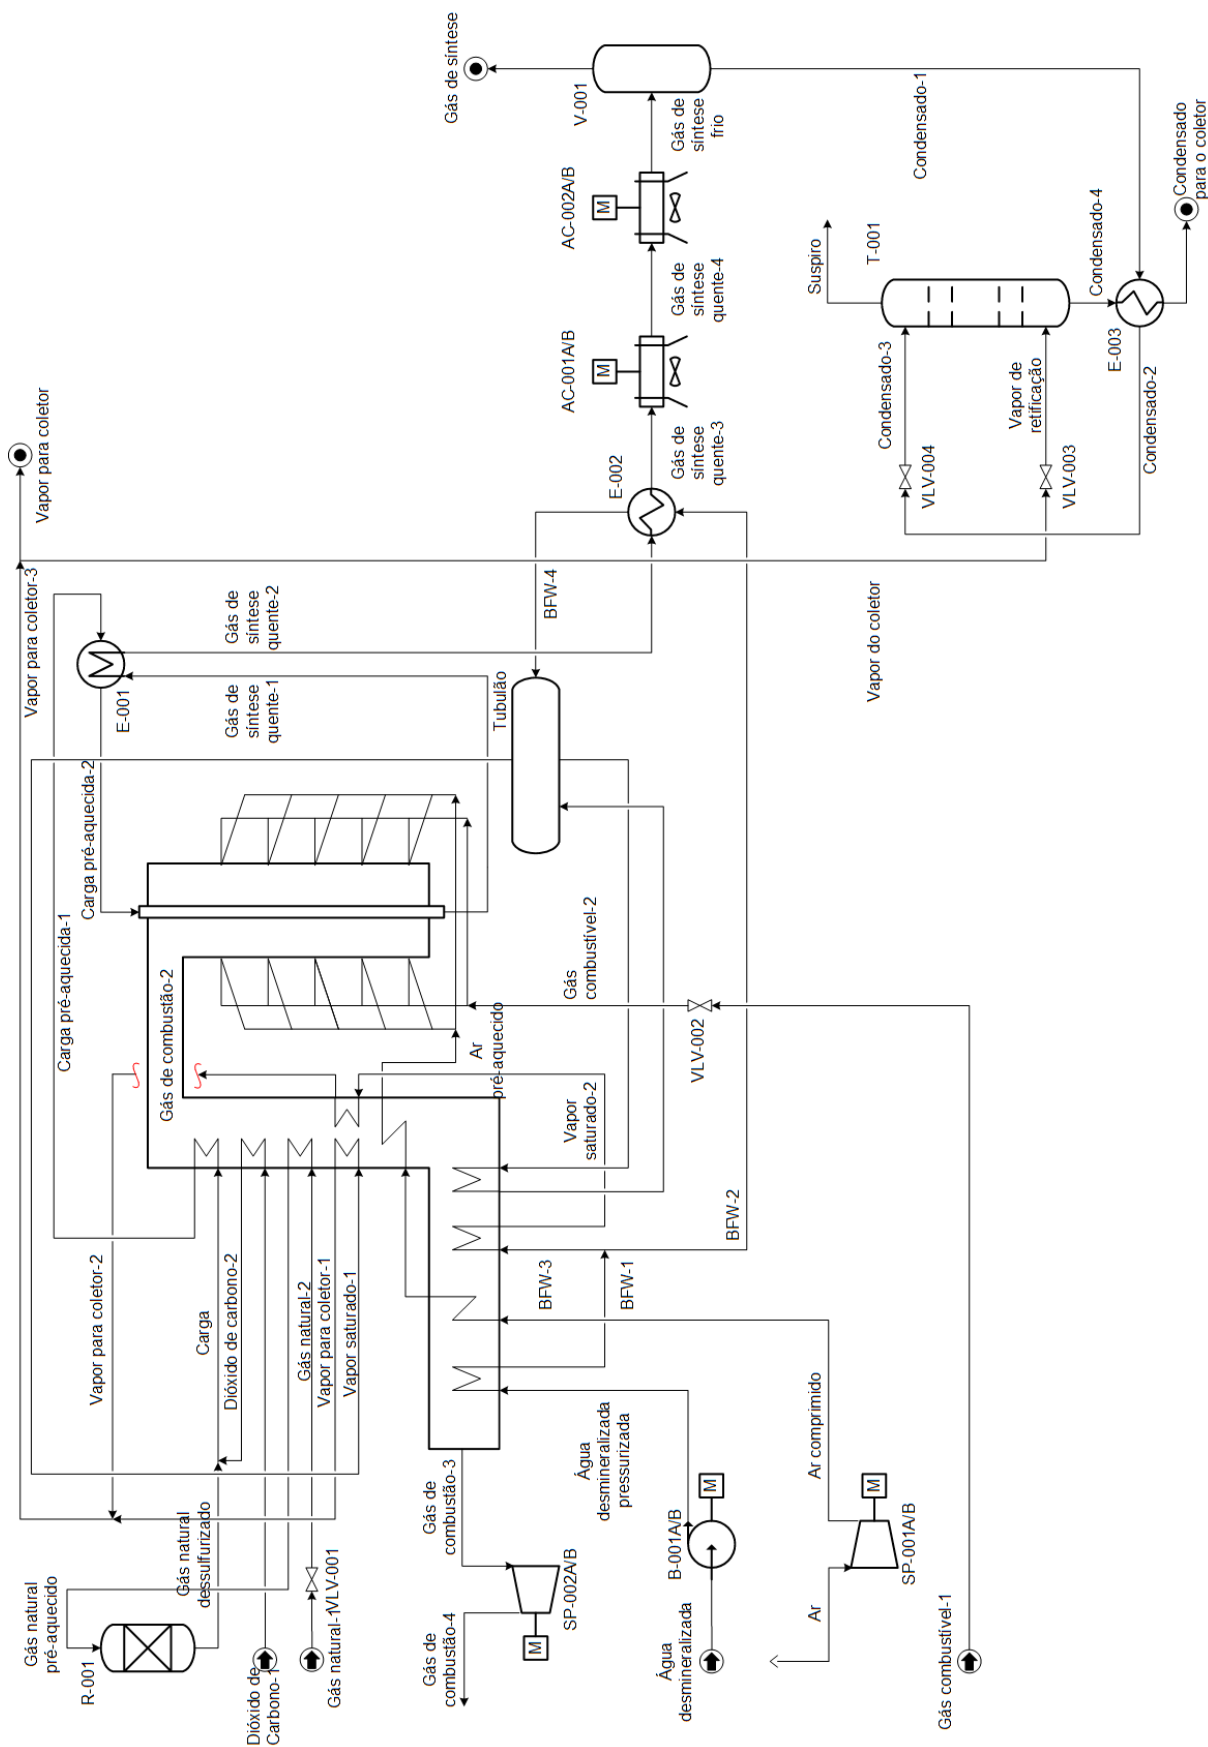 Gás natural
pré-aquecido
R-001
Gás natural
dessulfurizado
Dióxido de
Carbono-1
Gás natural-1
VLV-001
Vapor para coletor-2
Carga
Dióxido de carbono-2
Gás natural-2
Vapor para coletor-1
Vapor saturado-1
Gás de
combustão-3
Gás de
combustão-4
SP-002A/B
M
Água
desmineralizada
pressurizada
B-001A/B
M
Água
desmineralizada
Ar comprimido
Ar
SP-001A/B
M
Gás combustível-1
BFW-3
BFW-1
BFW-2
Vapor
saturado-2
Carga pré-aquecida-1
Carga pré-aquecida-2
Gás de combustão-2
Ar
pré-aquecido
Gás
combustível-2
VLV-002
Vapor para coletor-3
Vapor para coletor
E-001
Gás de
síntese
quente-1
Gás de
síntese
quente-2
Tubulão
BFW-4
E-002
Gás de
síntese
quente-3
AC-001A/B
M
Gás de
síntese
quente-4
AC-002A/B
M
Gás de
síntese
frio
V-001
Gás de síntese
Condensado-1
Vapor do coletor
VLV-004
VLV-003
Condensado-3
Vapor de
retificação
Condensado-2
Suspiro
T-001
Condensado-4
E-003
Condensado
para o coletor